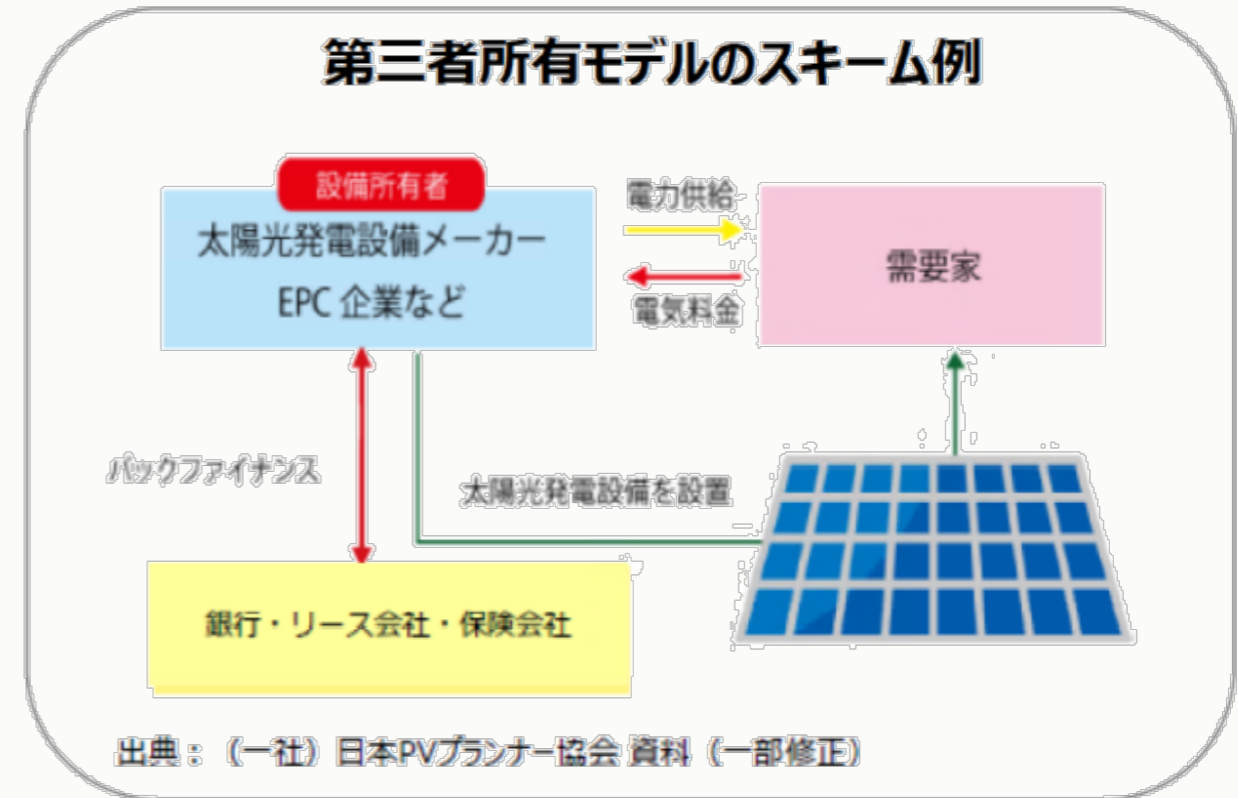 第三者所有モデルのスキーム例
設備所有者
太陽光発電設備メーカー
EPC 企業など
電力供給
電気料金
需要家
バックファイナンス
太陽光発電設備を設置
銀行・リース会社・保険会社
出典：（一社）日本PVプランナー協会 資料（一部修正）